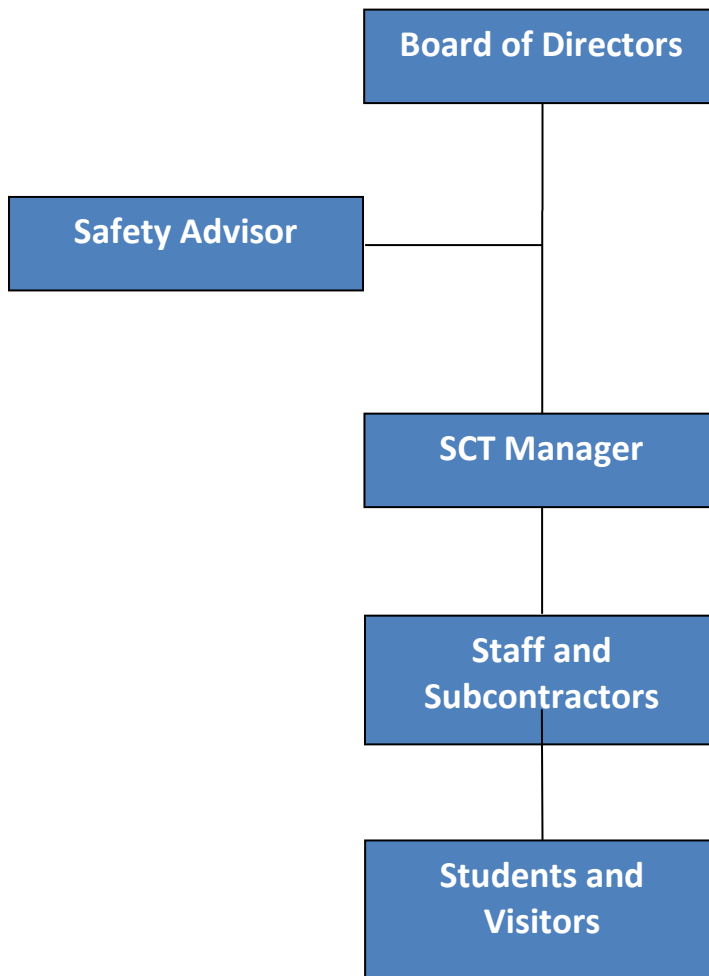 Board of Directors
Safety Advisor
SCT Manager
Staff and
Subcontractors
Students and
Visitors